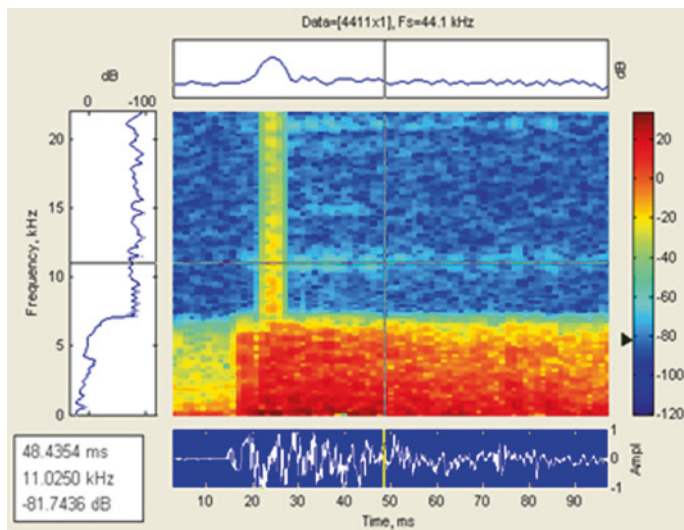 Data=[4411x1], Fs=44.1 kHz
dB
0 -100
dB
20
15
10
5
0
Frequency, kHz
20
0
-20
-40
-60
-80
-100
-120
48.4354 ms
11.0250 kHz
-81.7436 dB
1
0
-1
Ampl
10 20 30 40 50 60 70 80 90
Time, ms